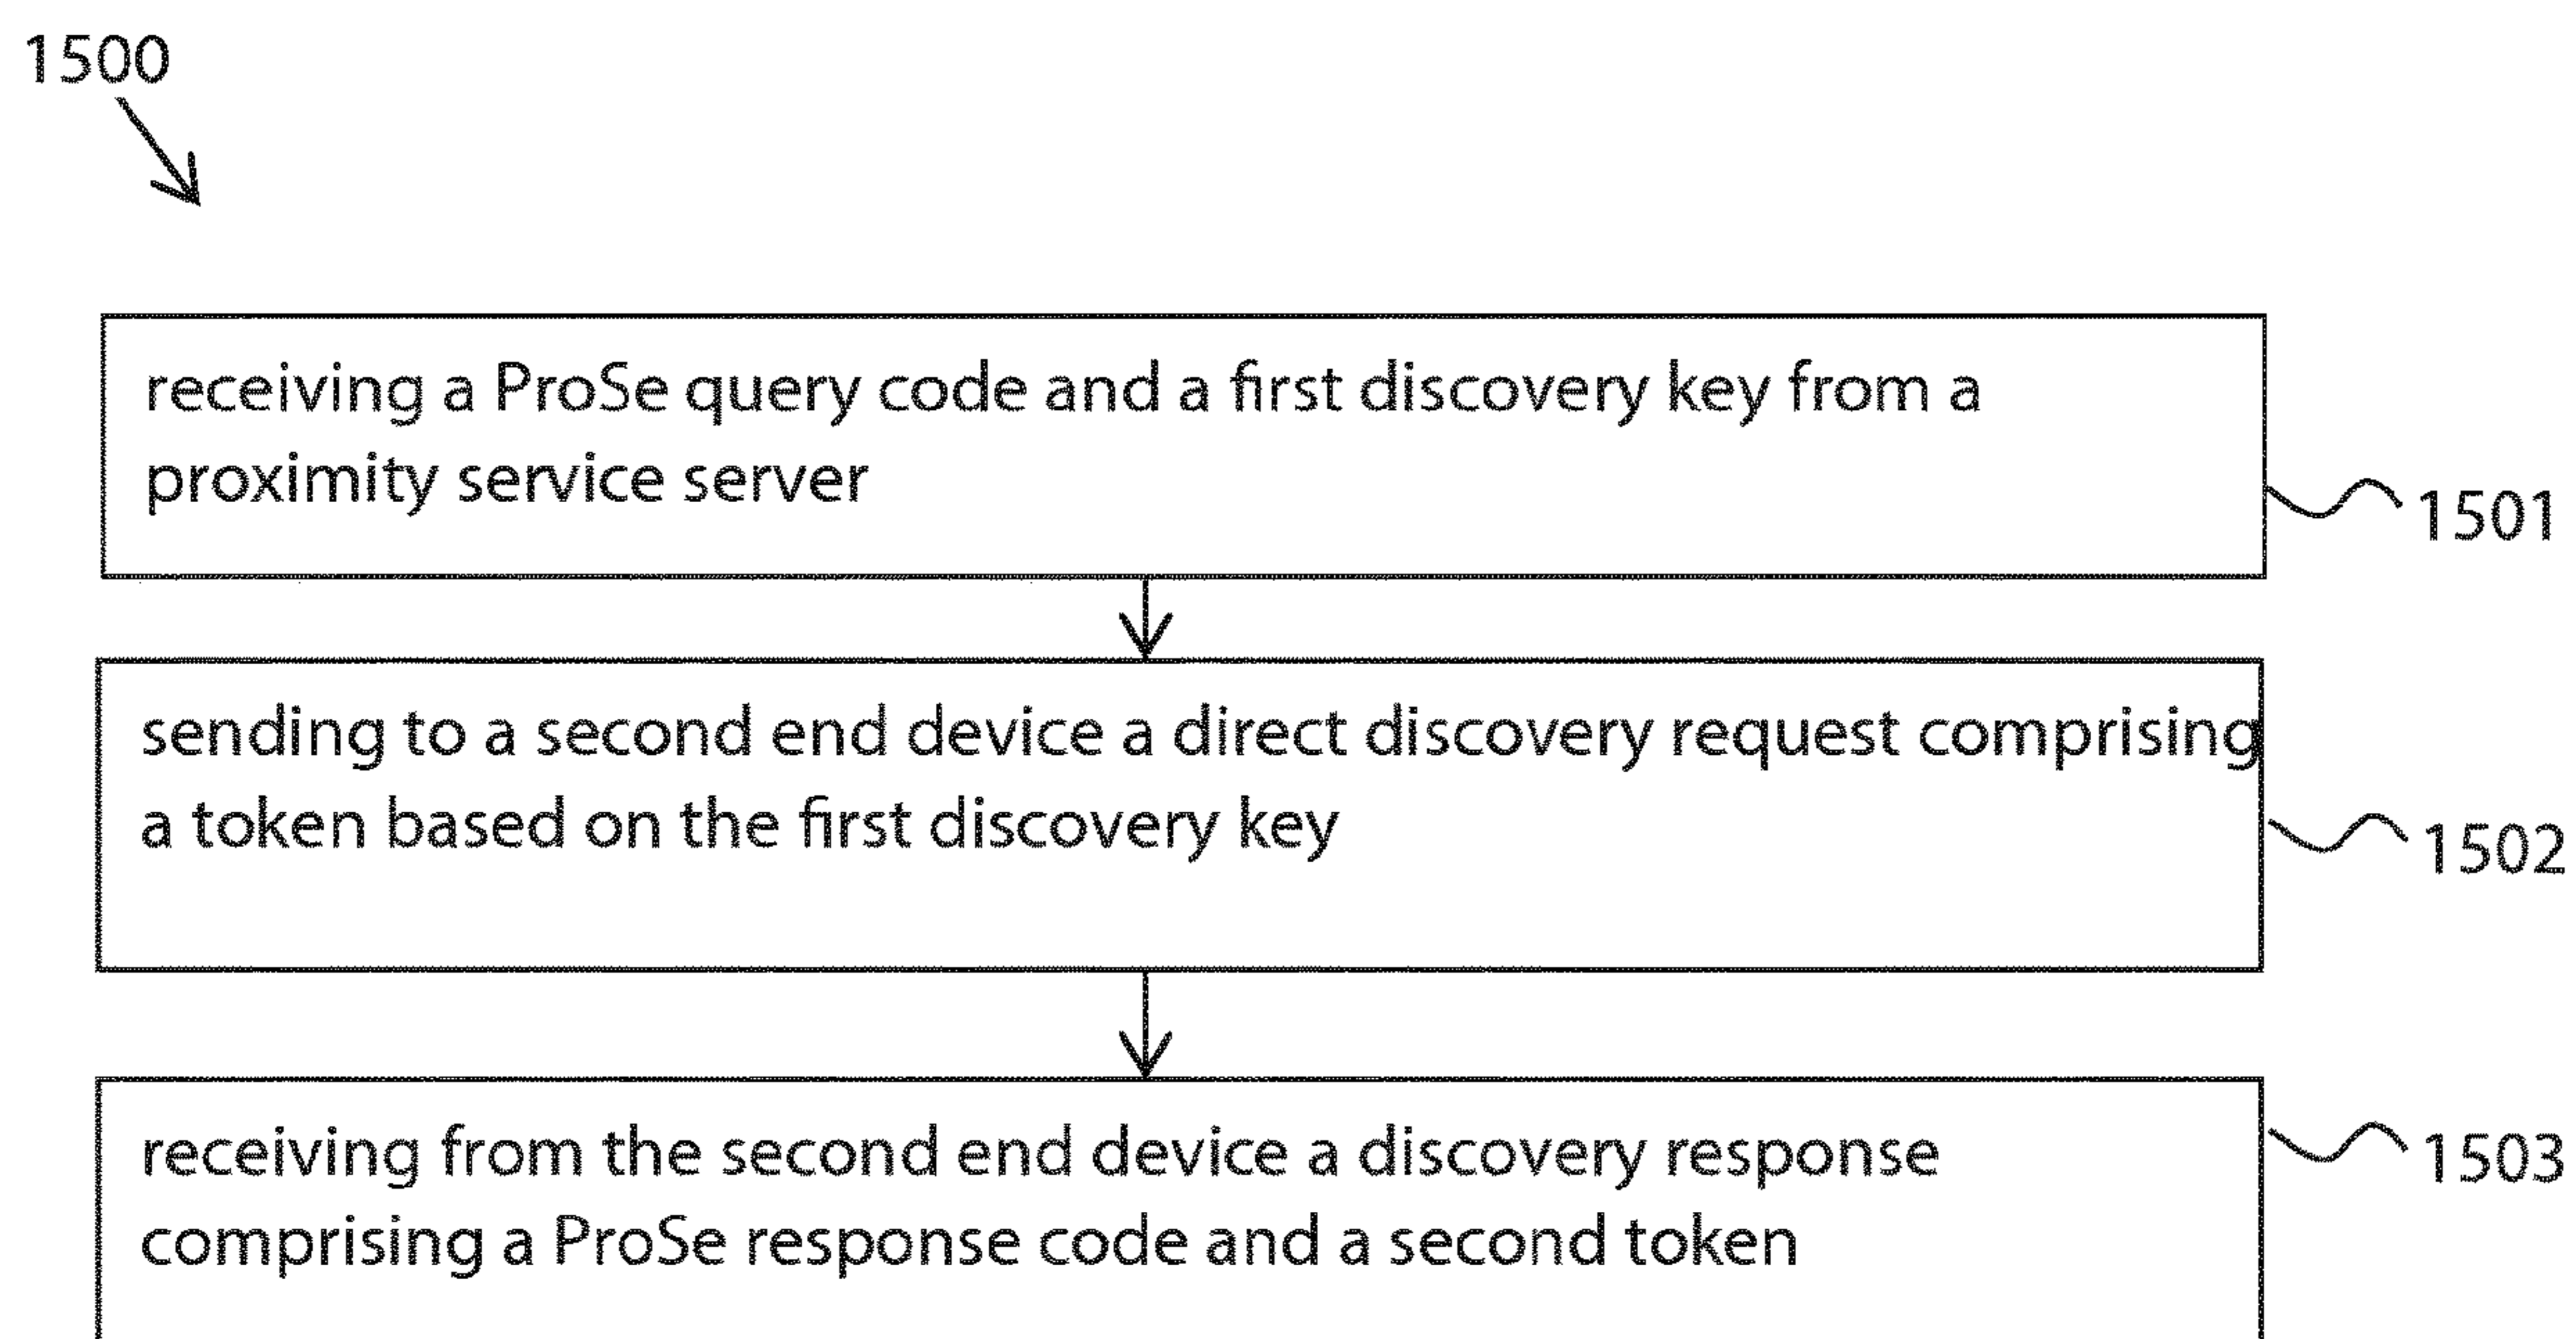 1500
receiving a ProSe query code and a first discovery key from a
proximity service server
1501
sending to a second end device a direct discovery request comprising
a token based on the first discovery key
1502
receiving from the second end device a discovery response
1503
comprising a ProSe response code and a second token